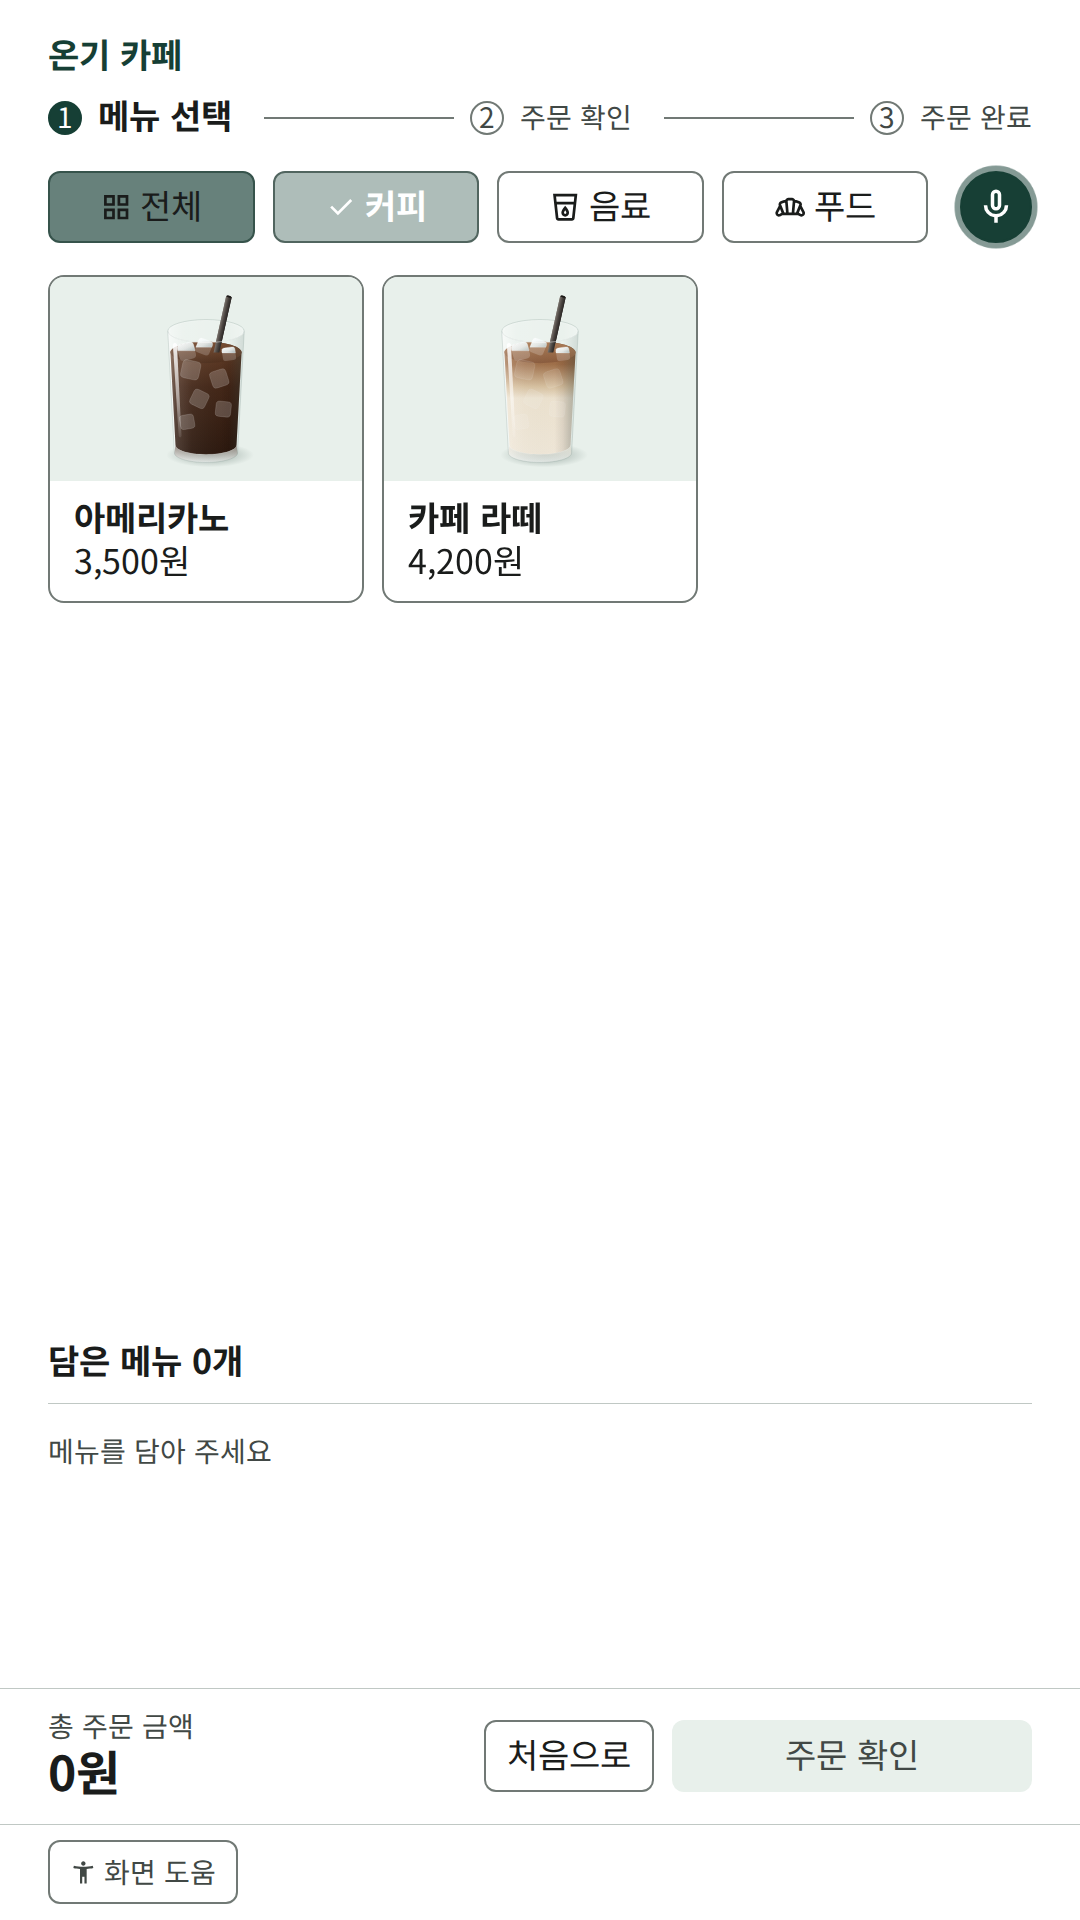 온기 카페
1 메뉴 선택 2 주문 확인 3 주문 완료
전체 커피 음료 푸드
아메리카노 카페 라떼
3,500원 4,200원
담은 메뉴 0개
메뉴를 담아 주세요
총 주문 금액
0원 처음으로 주문 확인
화면 도움